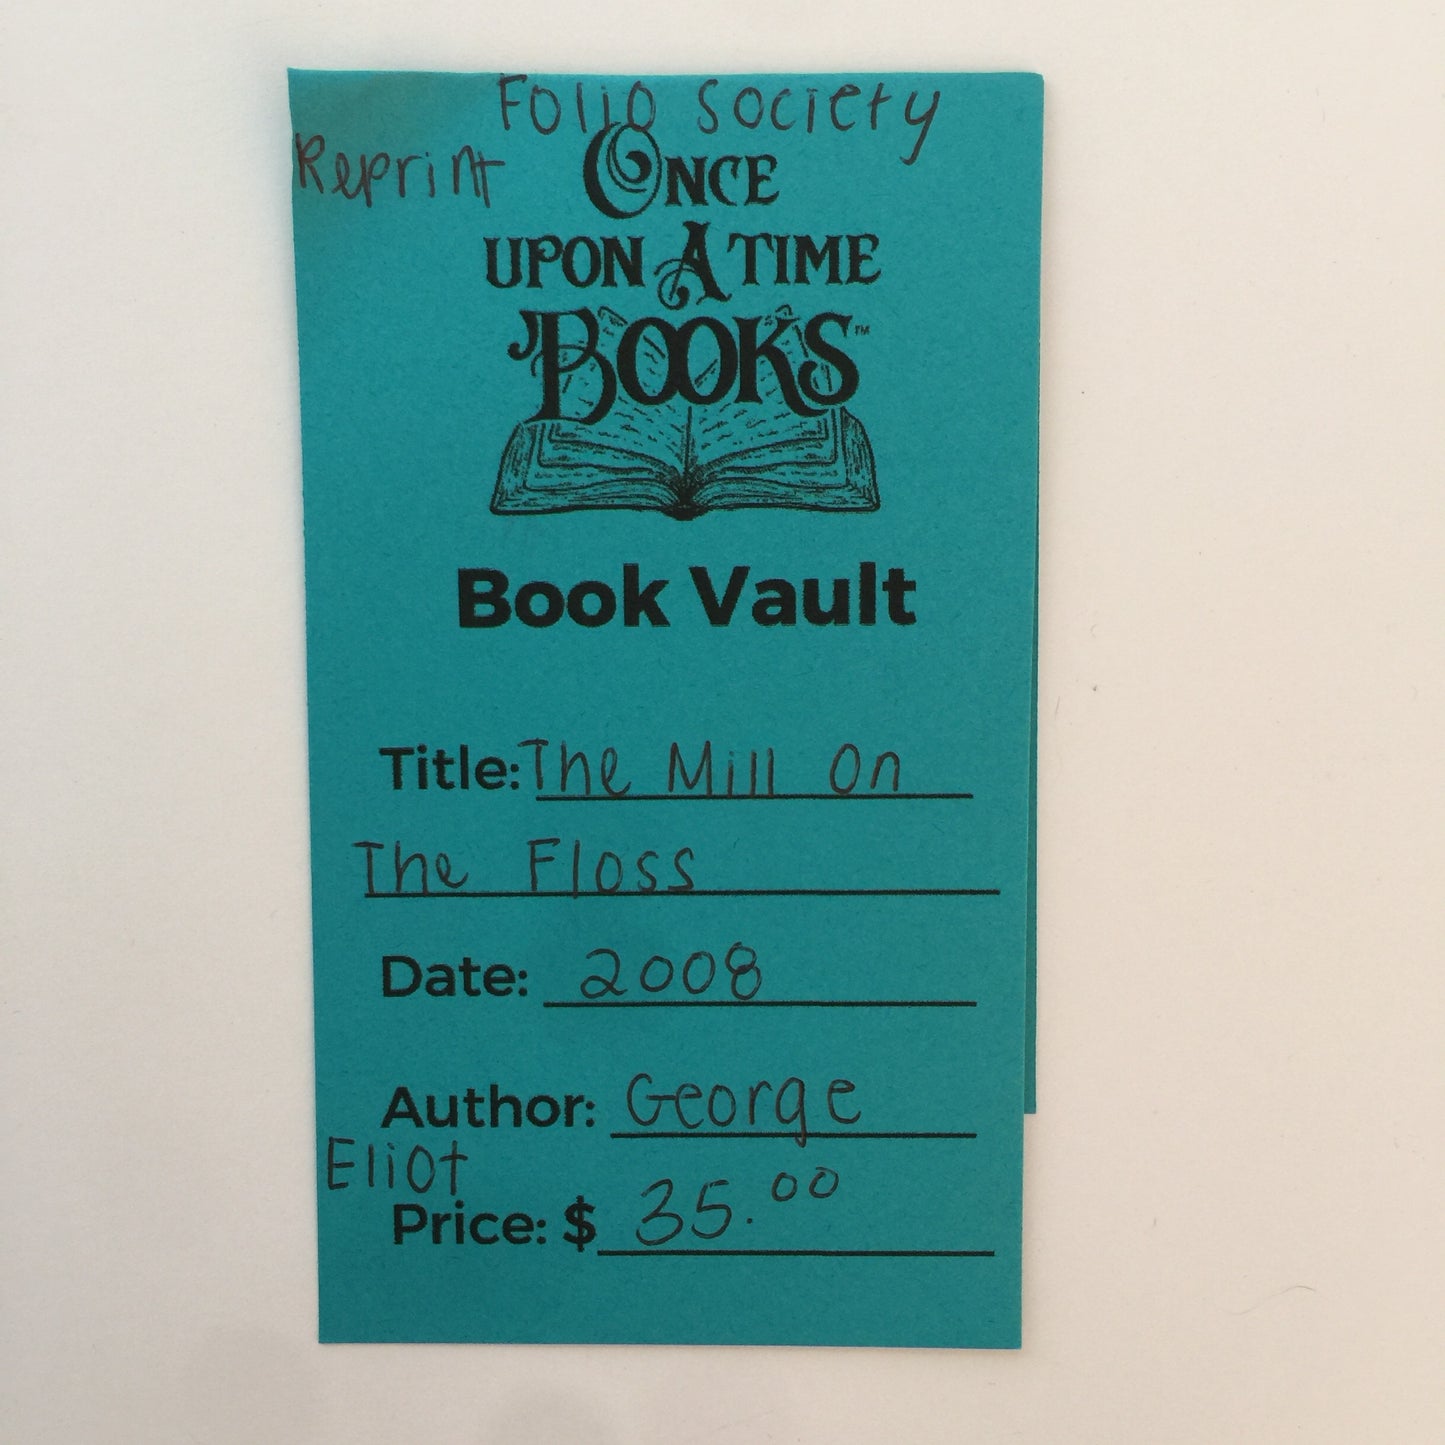 Folio Society
Reprint
ONCE
UPON A TIME
BOOKS™
Book Vault
Title: The Mill On
The Floss
Date: 2008
Author: George
Eliot
Price: $ 35.00